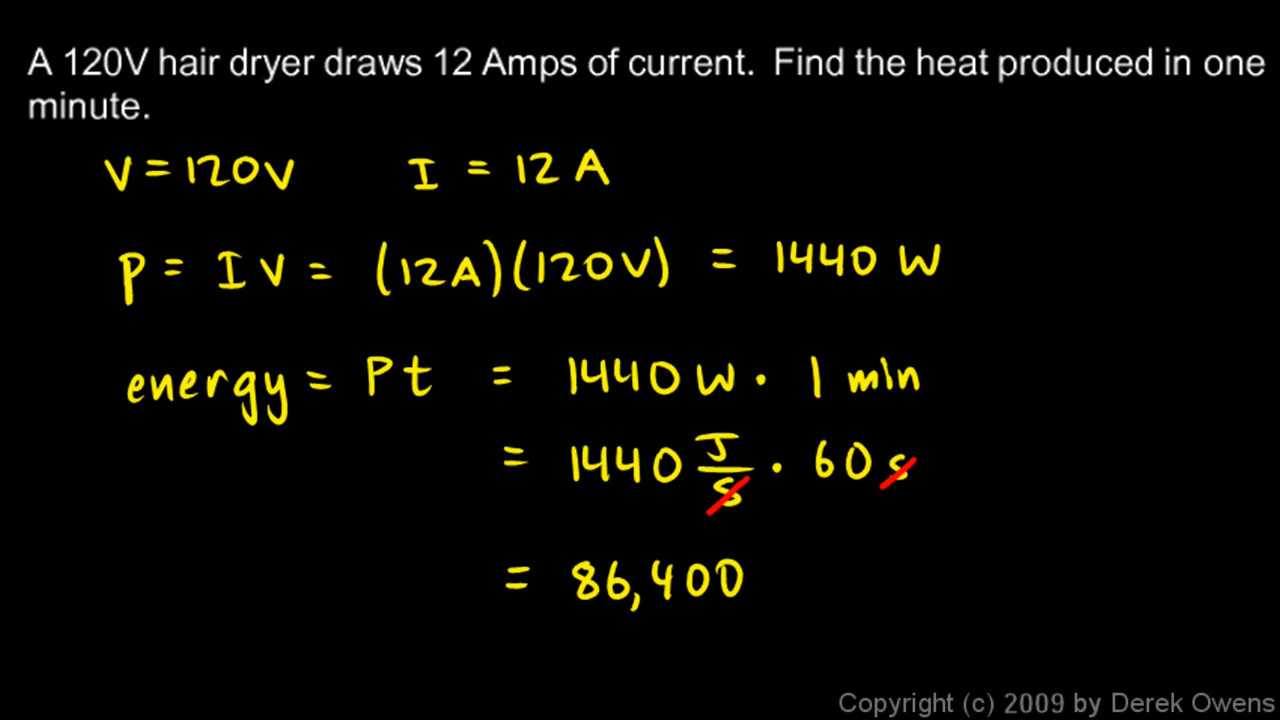 A 120V hair dryer draws 12 Amps of current. Find the heat produced in one
minute.
V = 120V I = 12 A
P = I V = (12A)(120V) = 1440 W
energy = Pt = 1440 W · 1 min
= 1440 J/s · 60 s
= 86,400
Copyright (c) 2009 by Derek Owens